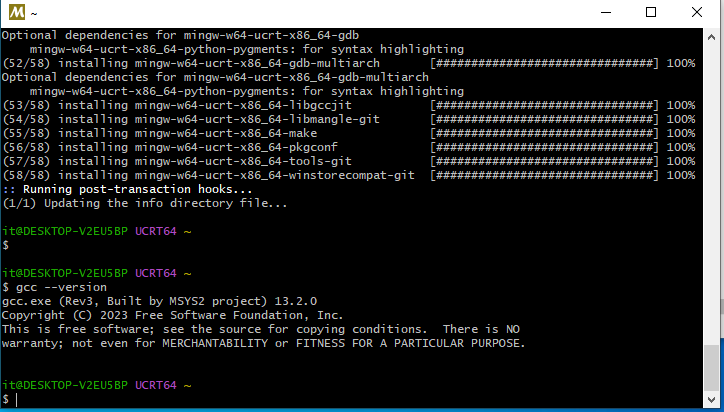 ~
Optional dependencies for mingw-w64-ucrt-x86_64-gdb
    mingw-w64-ucrt-x86_64-python-pygments: for syntax highlighting
(52/58) installing mingw-w64-ucrt-x86_64-gdb-multiarch       [###############################] 100%
Optional dependencies for mingw-w64-ucrt-x86_64-gdb-multiarch
    mingw-w64-ucrt-x86_64-python-pygments: for syntax highlighting
(53/58) installing mingw-w64-ucrt-x86_64-libgccjit           [###############################] 100%
(54/58) installing mingw-w64-ucrt-x86_64-libmangle-git       [###############################] 100%
(55/58) installing mingw-w64-ucrt-x86_64-make                [###############################] 100%
(56/58) installing mingw-w64-ucrt-x86_64-pkgconf             [###############################] 100%
(57/58) installing mingw-w64-ucrt-x86_64-tools-git           [###############################] 100%
(58/58) installing mingw-w64-ucrt-x86_64-winstorecompat-git  [###############################] 100%
:: Running post-transaction hooks...
(1/1) Updating the info directory file...
it@DESKTOP-V2EU5BP UCRT64 ~
$
it@DESKTOP-V2EU5BP UCRT64 ~
$ gcc --version
gcc.exe (Rev3, Built by MSYS2 project) 13.2.0
Copyright (C) 2023 Free Software Foundation, Inc.
This is free software; see the source for copying conditions.  There is NO
warranty; not even for MERCHANTABILITY or FITNESS FOR A PARTICULAR PURPOSE.
it@DESKTOP-V2EU5BP UCRT64 ~
$